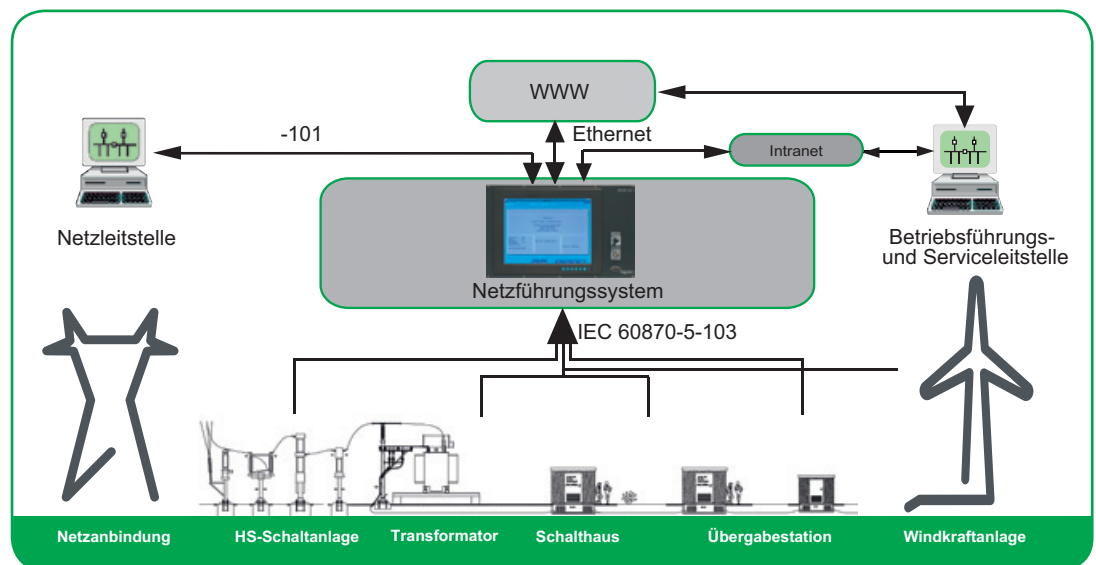 WWW
-101
Ethernet
Intranet
Netzleitstelle
Betriebsführungs-
und Serviceleitstelle
Netzführungssystem
IEC 60870-5-103
Netzanbindung
HS-Schaltanlage
Transformator
Schalthaus
Übergabestation
Windkraftanlage